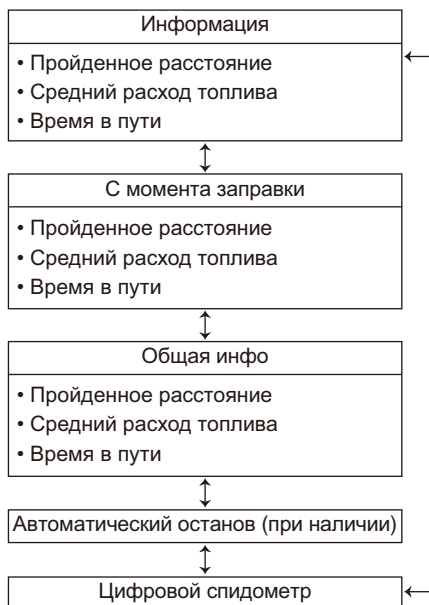 Информация
• Пройденное расстояние
• Средний расход топлива
• Время в пути
С момента заправки
• Пройденное расстояние
• Средний расход топлива
• Время в пути
Общая инфо
• Пройденное расстояние
• Средний расход топлива
• Время в пути
Автоматический останов (при наличии)
Цифровой спидометр